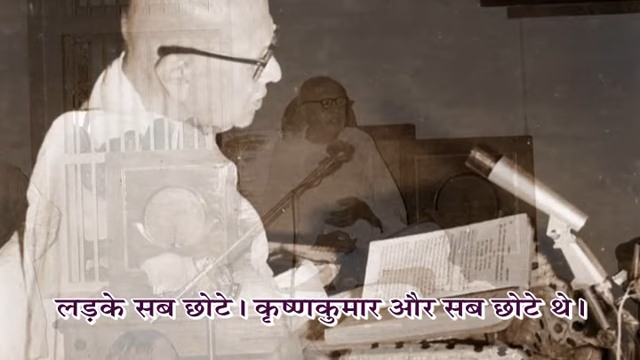 लड़के सब छोटे। कृष्णकुमार और सब छोटे थे।